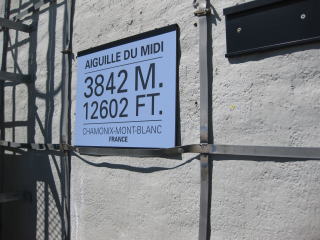 AIGUILLE DU MIDI
3842 M.
12602 FT.
CHAMONIX-MONT-BLANC
FRANCE